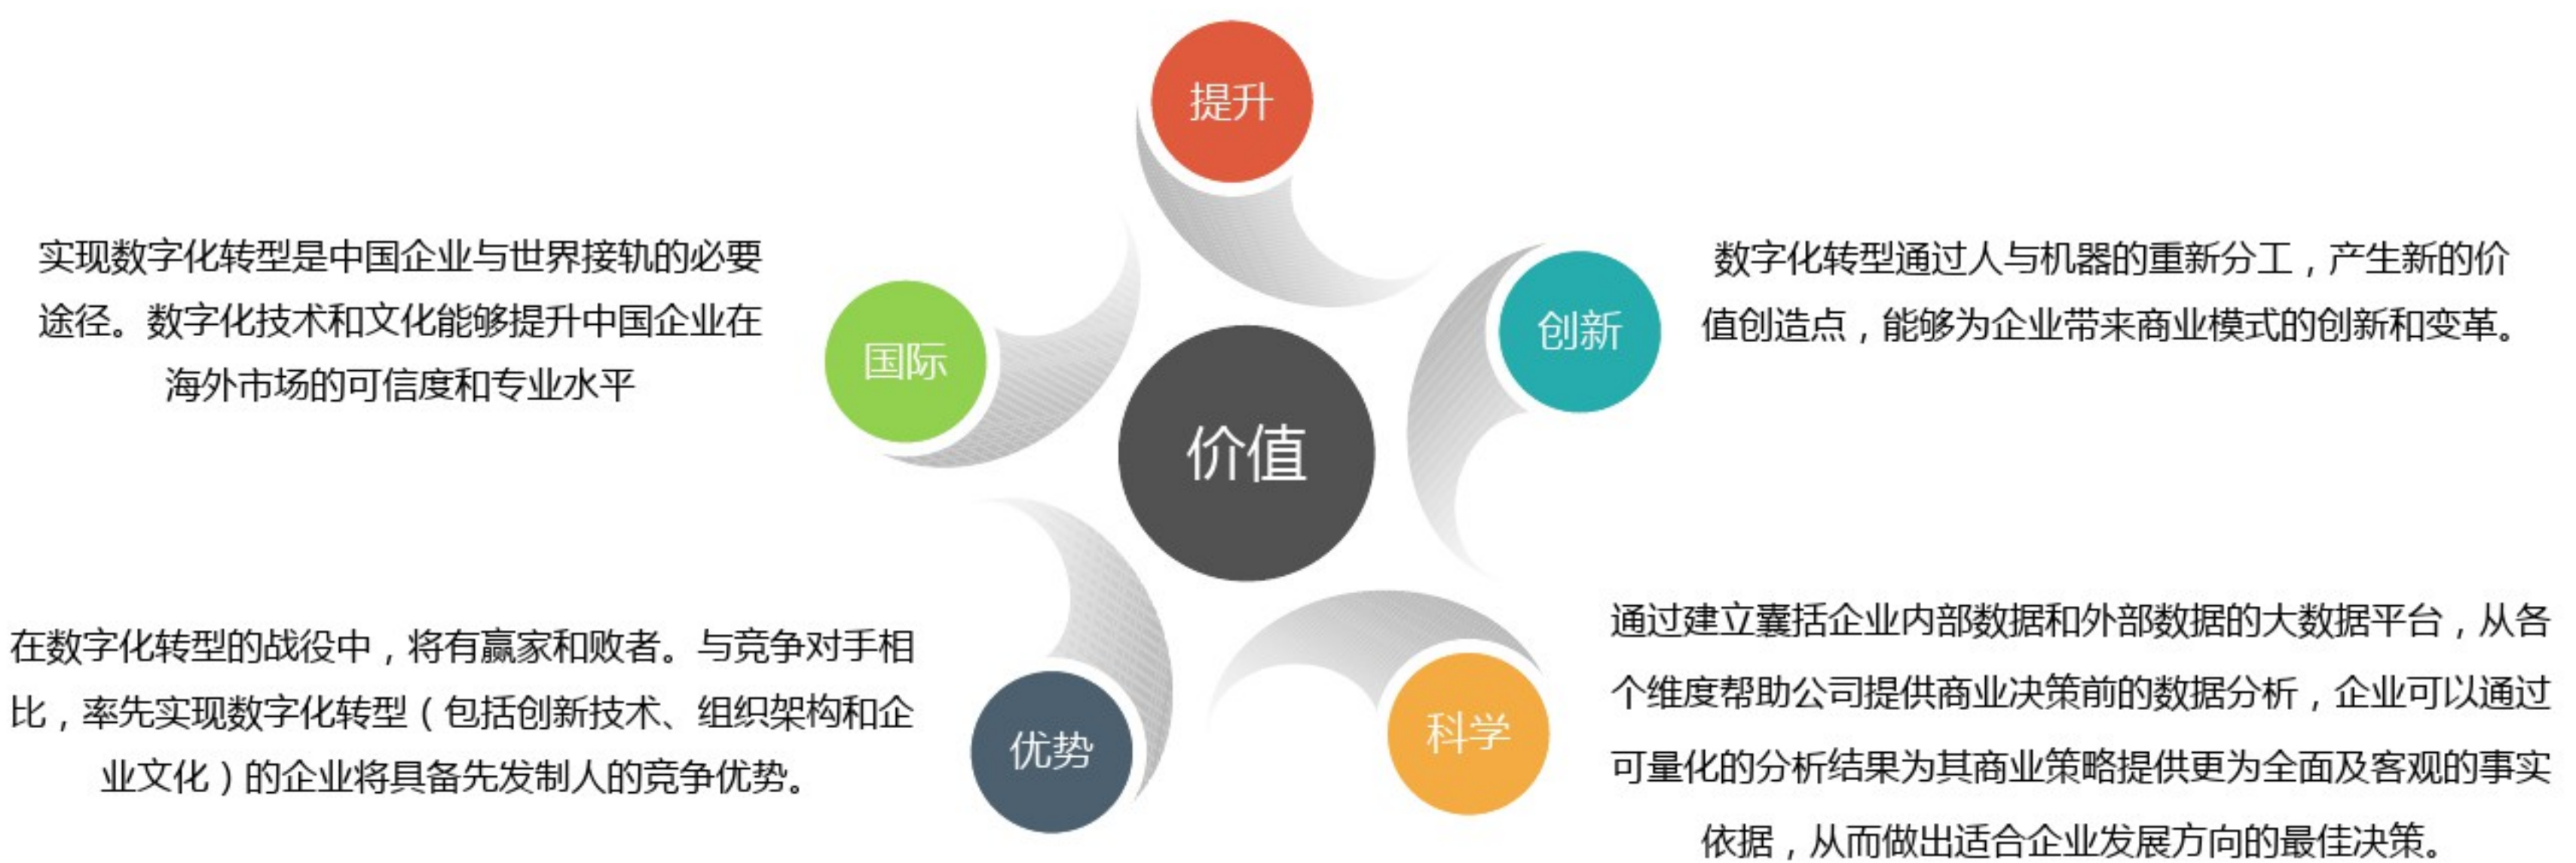 提升
实现数字化转型是中国企业与世界接轨的必要
途径。数字化技术和文化能够提升中国企业在
海外市场的可信度和专业水平
国际
创新
数字化转型通过人与机器的重新分工，产生新的价
值创造点，能够为企业带来商业模式的创新和变革。
价值
在数字化转型的战役中，将有赢家和败者。与竞争对手相
比，率先实现数字化转型（包括创新技术、组织架构和企
业文化）的企业将具备先发制人的竞争优势。
优势
科学
通过建立囊括企业内部数据和外部数据的大数据平台，从各
个维度帮助公司提供商业决策前的数据分析，企业可以通过
可量化的分析结果为其商业策略提供更为全面及客观的事实
依据，从而做出适合企业发展方向的最佳决策。